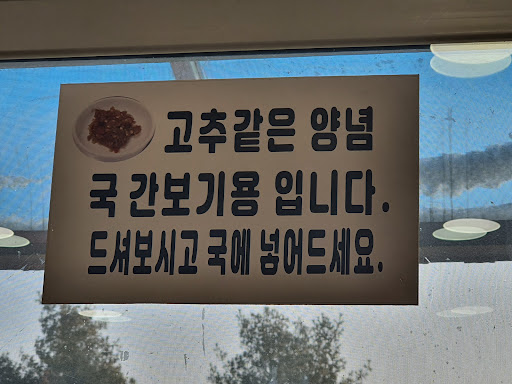 고추같은 양념
국 간보기용 입니다.
드셔보시고 국에 넣어드세요.